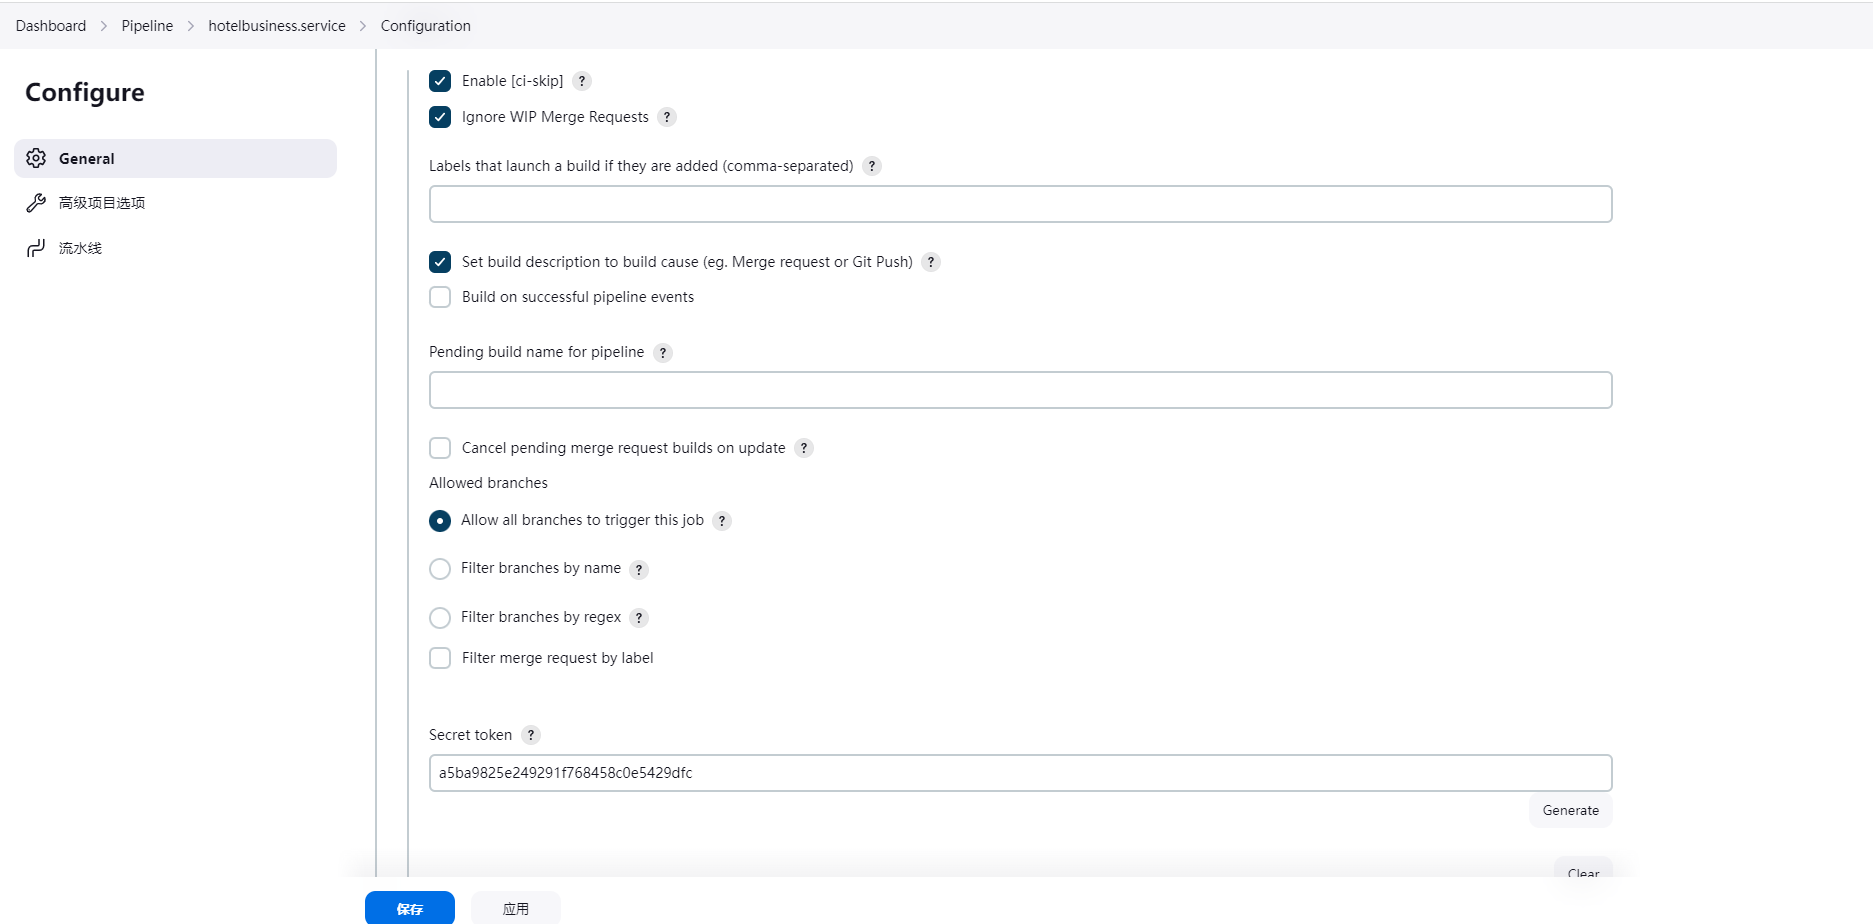 Dashboard > Pipeline > hotelbusiness.service > Configuration
Configure
General
高级项目选项
流水线
Enable [ci-skip] ?
Ignore WIP Merge Requests ?
Labels that launch a build if they are added (comma-separated) ?
Set build description to build cause (eg. Merge request or Git Push) ?
Build on successful pipeline events
Pending build name for pipeline ?
Cancel pending merge request builds on update ?
Allowed branches
Allow all branches to trigger this job ?
Filter branches by name ?
Filter branches by regex ?
Filter merge request by label
Secret token ?
a5ba9825e249291f768458c0e5429dfc
Generate
Clear
保存
应用